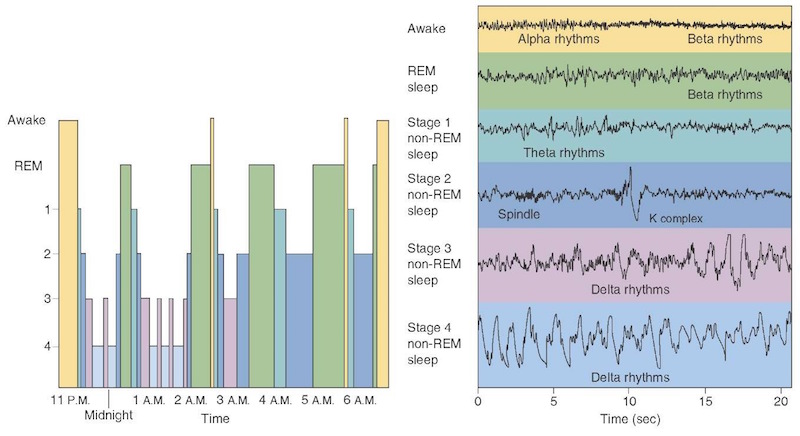 Awake
REM
1
2
3
4
11 P.M.
Midnight
1 A.M.
2 A.M.
3 A.M.
4 A.M.
5 A.M.
6 A.M.
Time
Awake
Alpha rhythms
Beta rhythms
REM
sleep
Beta rhythms
Stage 1
non-REM
sleep
Theta rhythms
Stage 2
non-REM
sleep
Spindle
K complex
Stage 3
non-REM
sleep
Delta rhythms
Stage 4
non-REM
sleep
Delta rhythms
0
5
10
15
20
Time (sec)